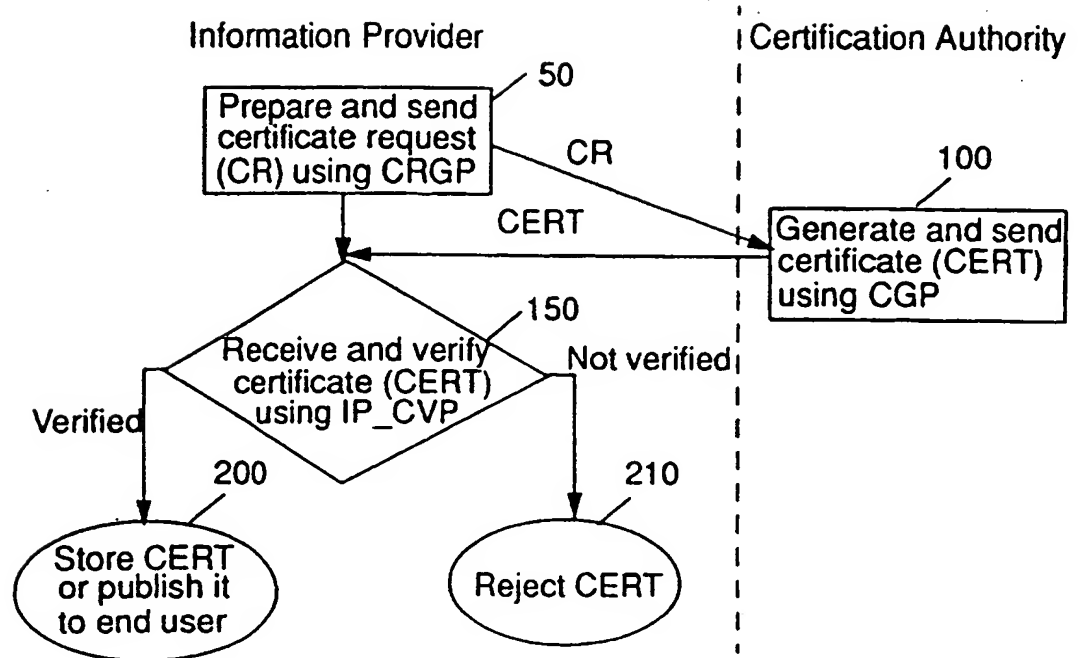 Information Provider
Certification Authority
50
Prepare and send
certificate request
(CR) using CRGP
CR
100
CERT
Generate and send
certificate (CERT)
using CGP
150
Receive and verify
certificate (CERT)
using IP_CVP
Not verified
Verified
200
210
Store CERT
or publish it
to end user
Reject CERT